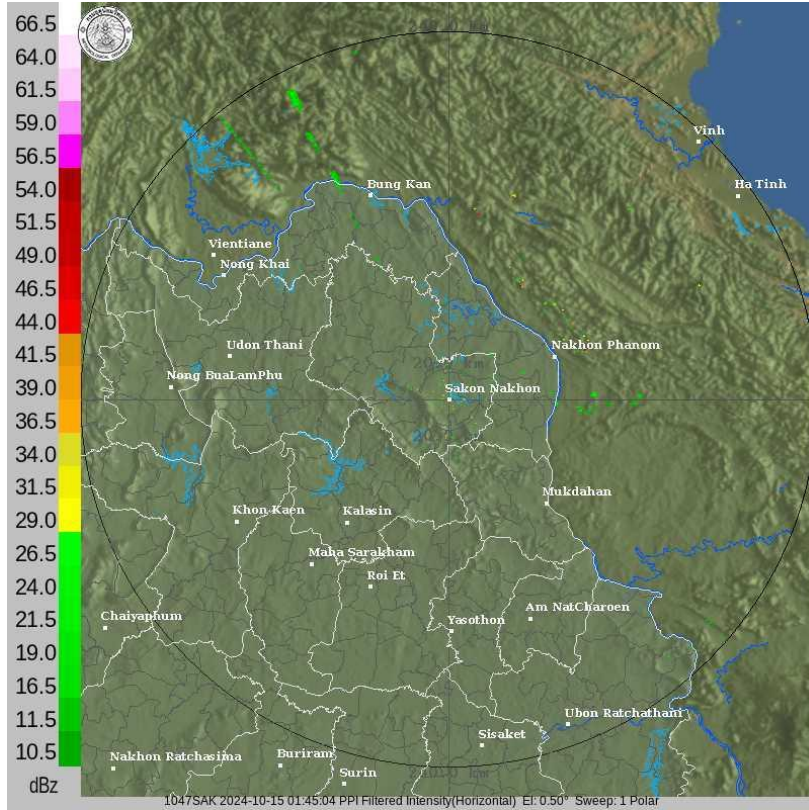 66.5
64.0
61.5
59.0
56.5
54.0
51.5
49.0
46.5
44.0
41.5
39.0
36.5
34.0
31.5
29.0
26.5
24.0
21.5
19.0
16.5
11.5
10.5
dBz
Vinh
Ha Tinh
Bung Kan
Vientiane
Nong Khai
Udon Thani
Nakhon Phanom
Nong BuaLamPhu
Sakon Nakhon
Mukdahan
Khon Kaen
Kalasin
Maha Sarakham
Roi Et
Chaiyaphum
Yasothon
Am NatCharoen
Ubon Ratchathani
Sisaket
Nakhon Ratchasima
Buriram
Surin
1047SAK 2024-10-15 01:45:04 PPI Filtered Intensity(Horizontal) El: 0.50° Sweep: 1 Polar